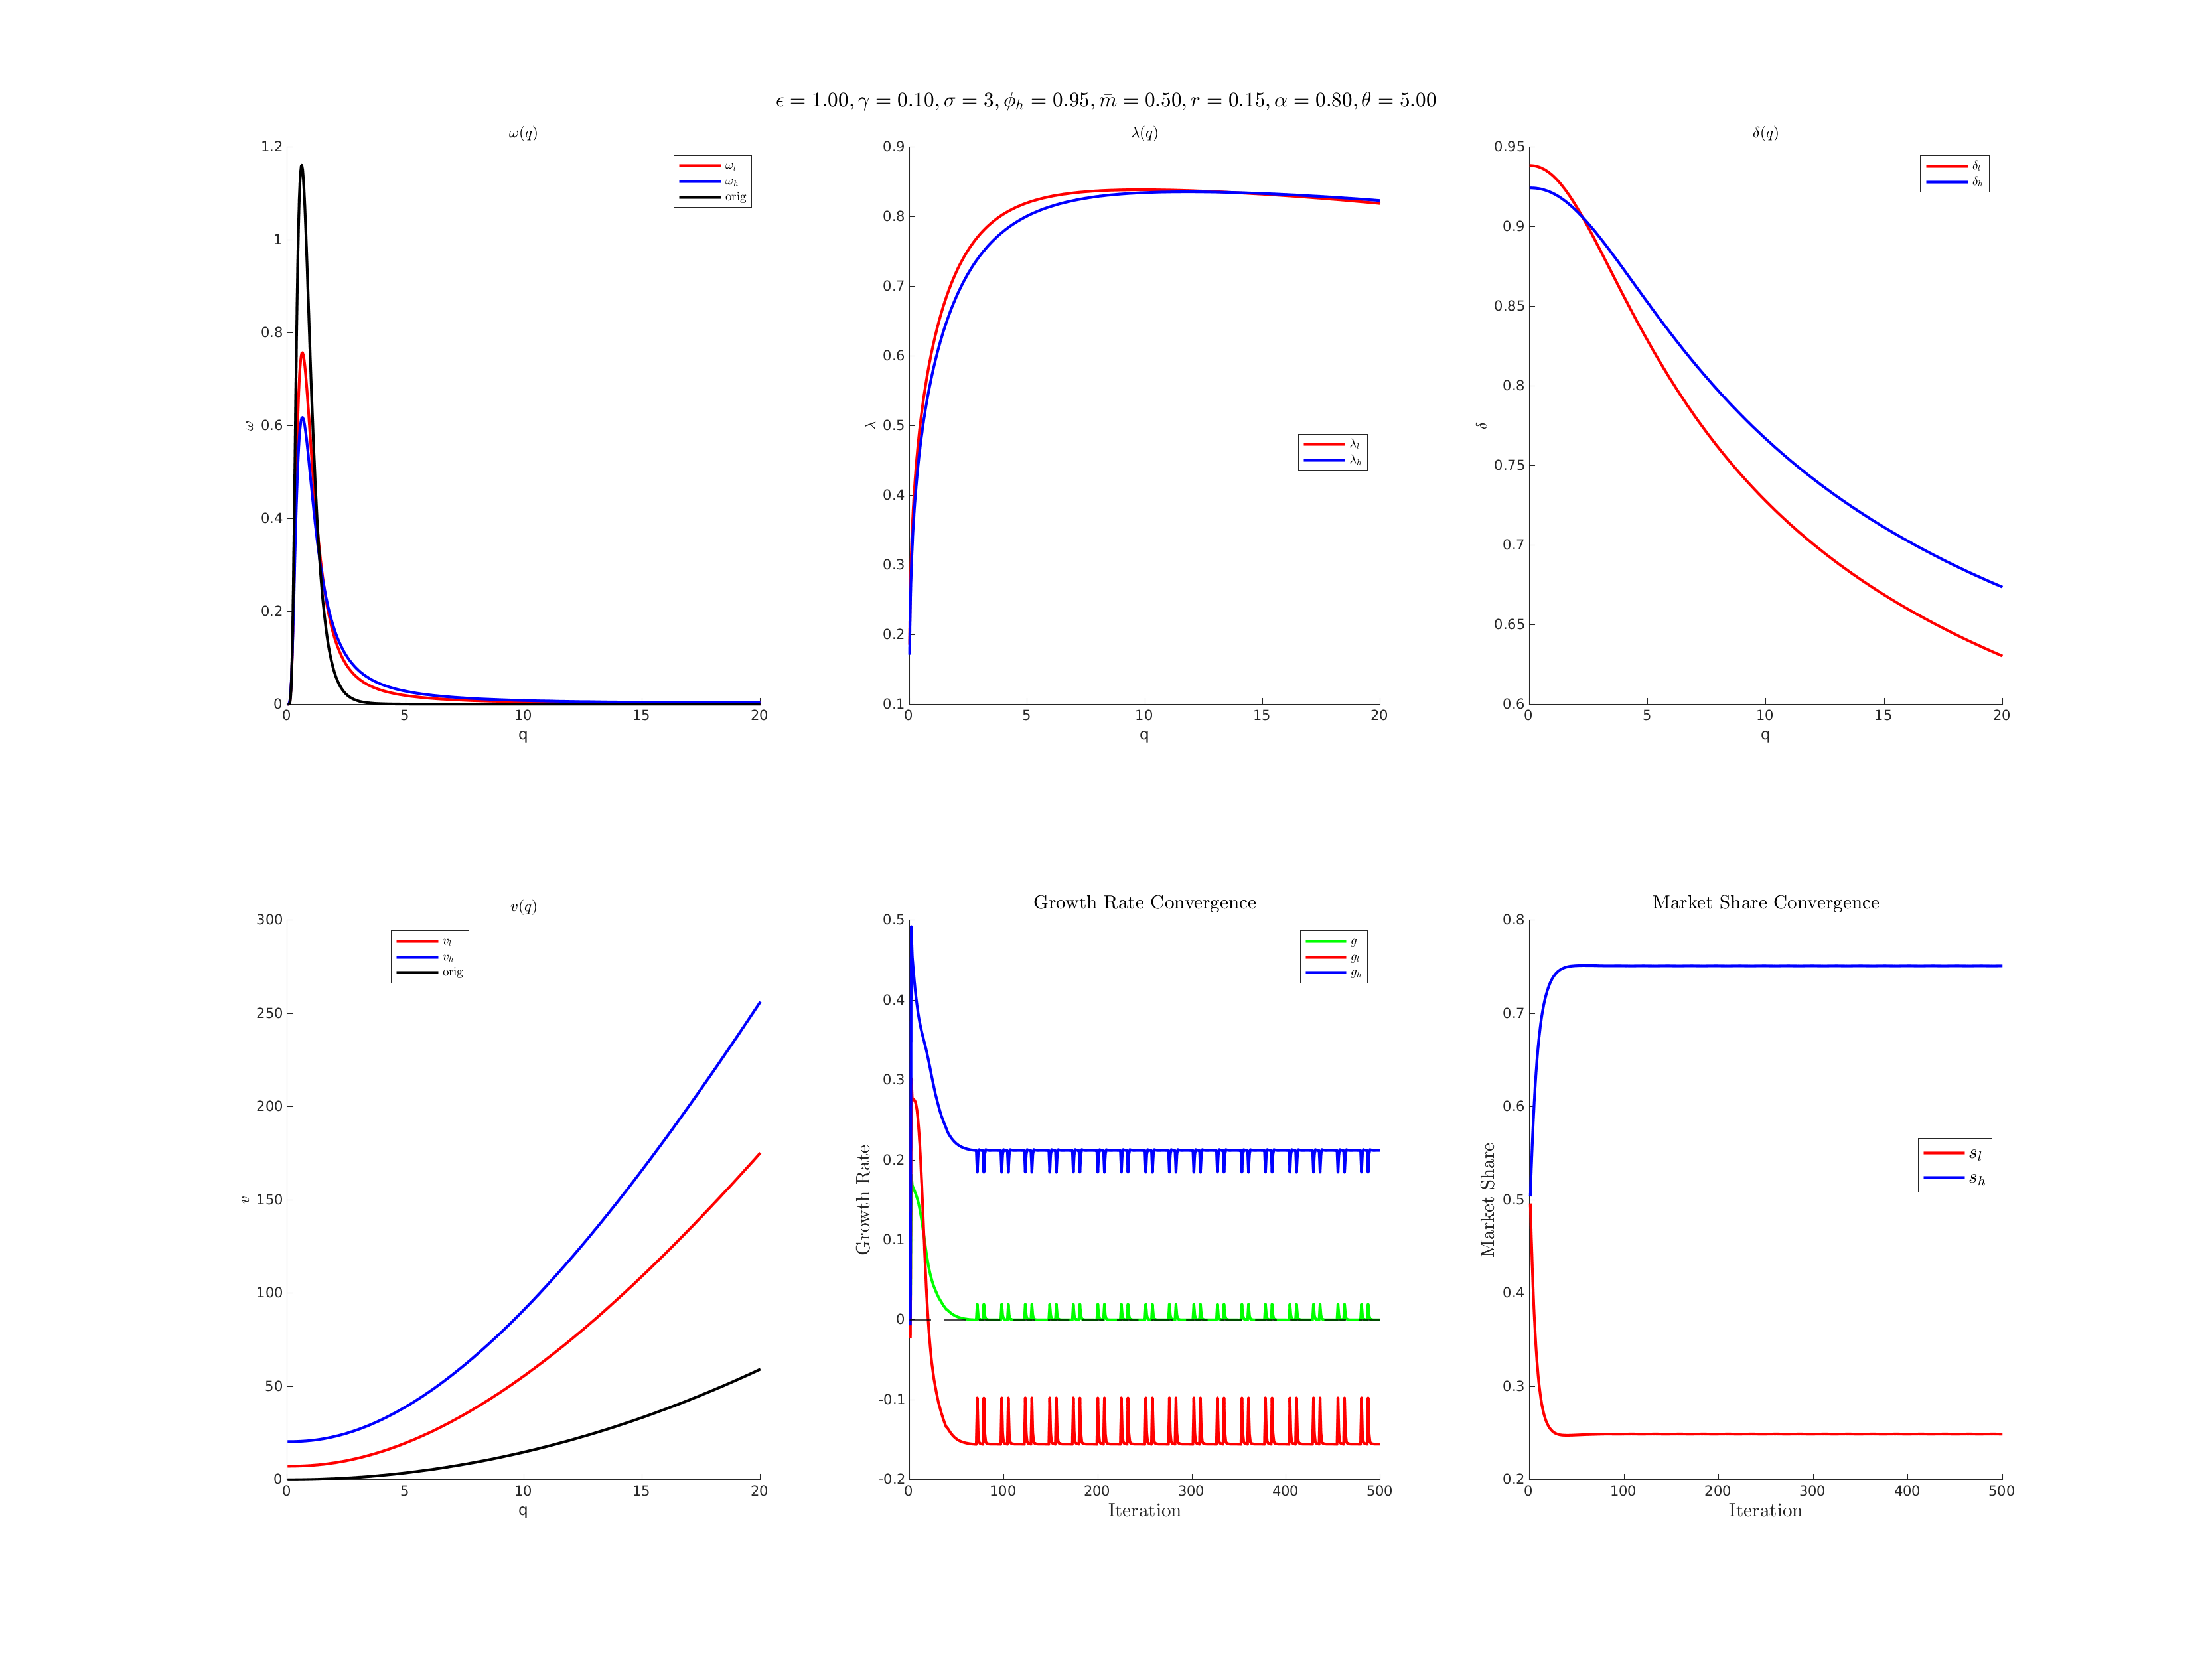 ϵ = 1.00, γ = 0.10, σ = 3, ϕ_h = 0.95, m̄ = 0.50, r = 0.15, α = 0.80, θ = 5.00
ω(q)
1.2
1
0.8
0.6
0.4
0.2
0
ω
0 5 10 15 20
q
ω_l
ω_h
orig
λ(q)
0.9
0.8
0.7
0.6
0.5
0.4
0.3
0.2
0.1
λ
0 5 10 15 20
q
λ_l
λ_h
δ(q)
0.95
0.9
0.85
0.8
0.75
0.7
0.65
0.6
δ
0 5 10 15 20
q
δ_l
δ_h
v(q)
300
250
200
150
100
50
0
v
0 5 10 15 20
q
v_l
v_h
orig
Growth Rate Convergence
0.5
0.4
0.3
0.2
0.1
0
-0.1
-0.2
Growth Rate
0 100 200 300 400 500
Iteration
g
g_l
g_h
Market Share Convergence
0.8
0.7
0.6
0.5
0.4
0.3
0.2
Market Share
0 100 200 300 400 500
Iteration
s_l
s_h